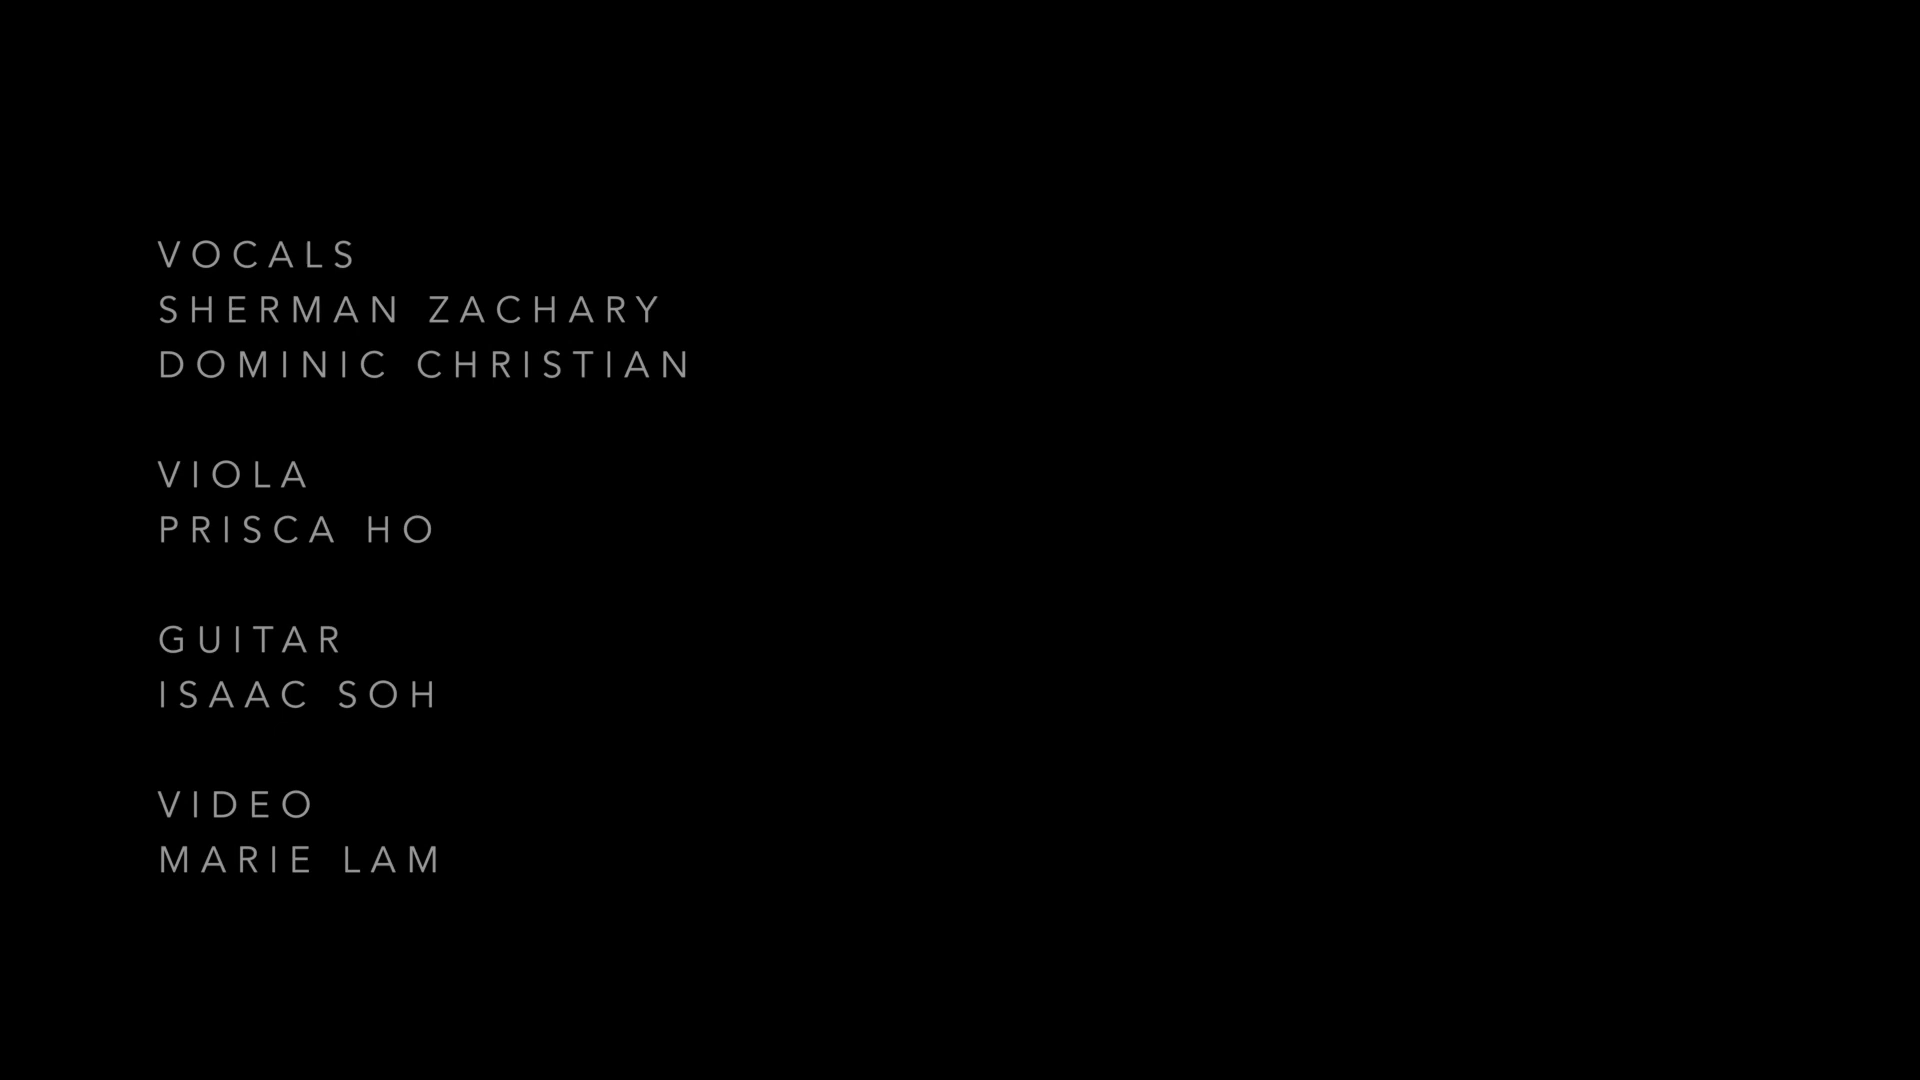 VOCALS
SHERMAN ZACHARY
DOMINIC CHRISTIAN
VIOLA
PRISCA HO
GUITAR
ISAAC SOH
VIDEO
MARIE LAM